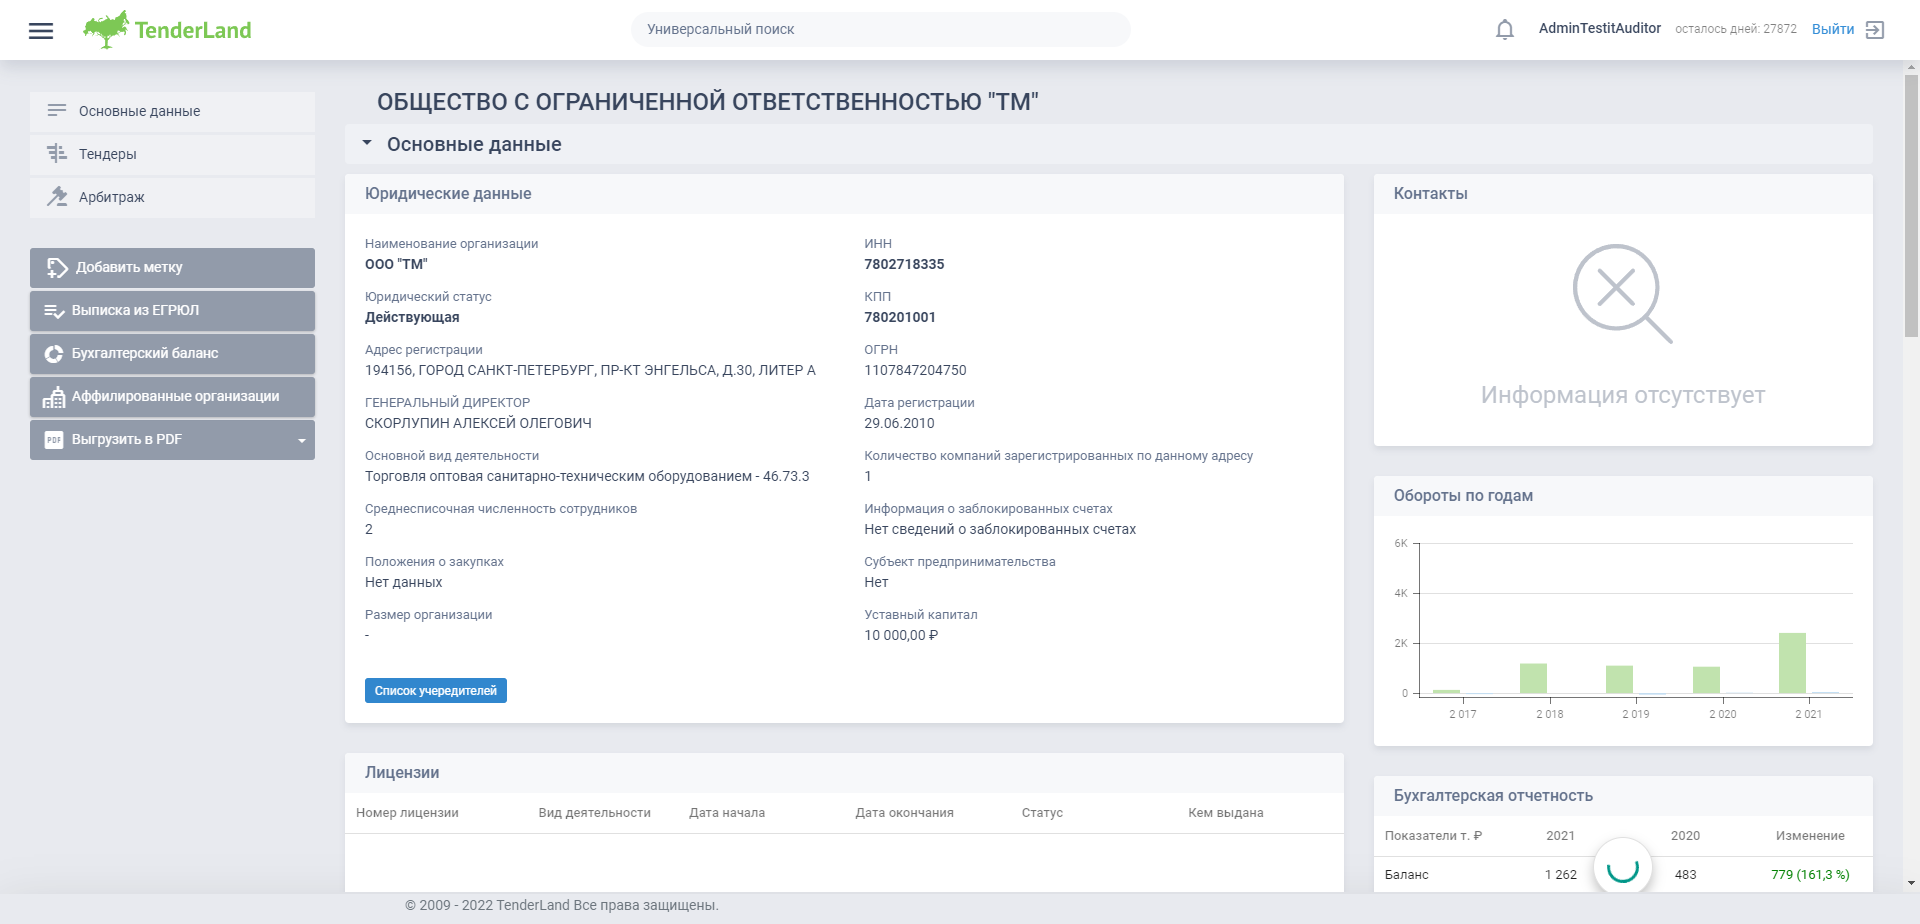 TenderLand
Универсальный поиск
AdminTestitAuditor
осталось дней: 27872
Выйти
Основные данные
Тендеры
Арбитраж
Добавить метку
Выписка из ЕГРЮЛ
Бухгалтерский баланс
Аффилированные организации
PDF Выгрузить в PDF
ОБЩЕСТВО С ОГРАНИЧЕННОЙ ОТВЕТСТВЕННОСТЬЮ "ТМ"
Основные данные
Юридические данные
Наименование организации
ООО "ТМ"
Юридический статус
Действующая
Адрес регистрации
194156, ГОРОД САНКТ-ПЕТЕРБУРГ, ПР-КТ ЭНГЕЛЬСА, Д.30, ЛИТЕР А
ГЕНЕРАЛЬНЫЙ ДИРЕКТОР
СКОРЛУПИН АЛЕКСЕЙ ОЛЕГОВИЧ
Основной вид деятельности
Торговля оптовая санитарно-техническим оборудованием - 46.73.3
Среднесписочная численность сотрудников
2
Положения о закупках
Нет данных
Размер организации
-
ИНН
7802718335
КПП
780201001
ОГРН
1107847204750
Дата регистрации
29.06.2010
Количество компаний зарегистрированных по данному адресу
1
Информация о заблокированных счетах
Нет сведений о заблокированных счетах
Субъект предпринимательства
Нет
Уставный капитал
10 000,00 ₽
Список учередителей
Лицензии
Номер лицензии Вид деятельности Дата начала Дата окончания Статус Кем выдана
Контакты
Информация отсутствует
Обороты по годам
6K
4K
2K
0
2 017 2 018 2 019 2 020 2 021
Бухгалтерская отчетность
Показатели т. ₽ 2021 2020 Изменение
Баланс 1 262 483 779 (161,3 %)
© 2009 - 2022 TenderLand Все права защищены.